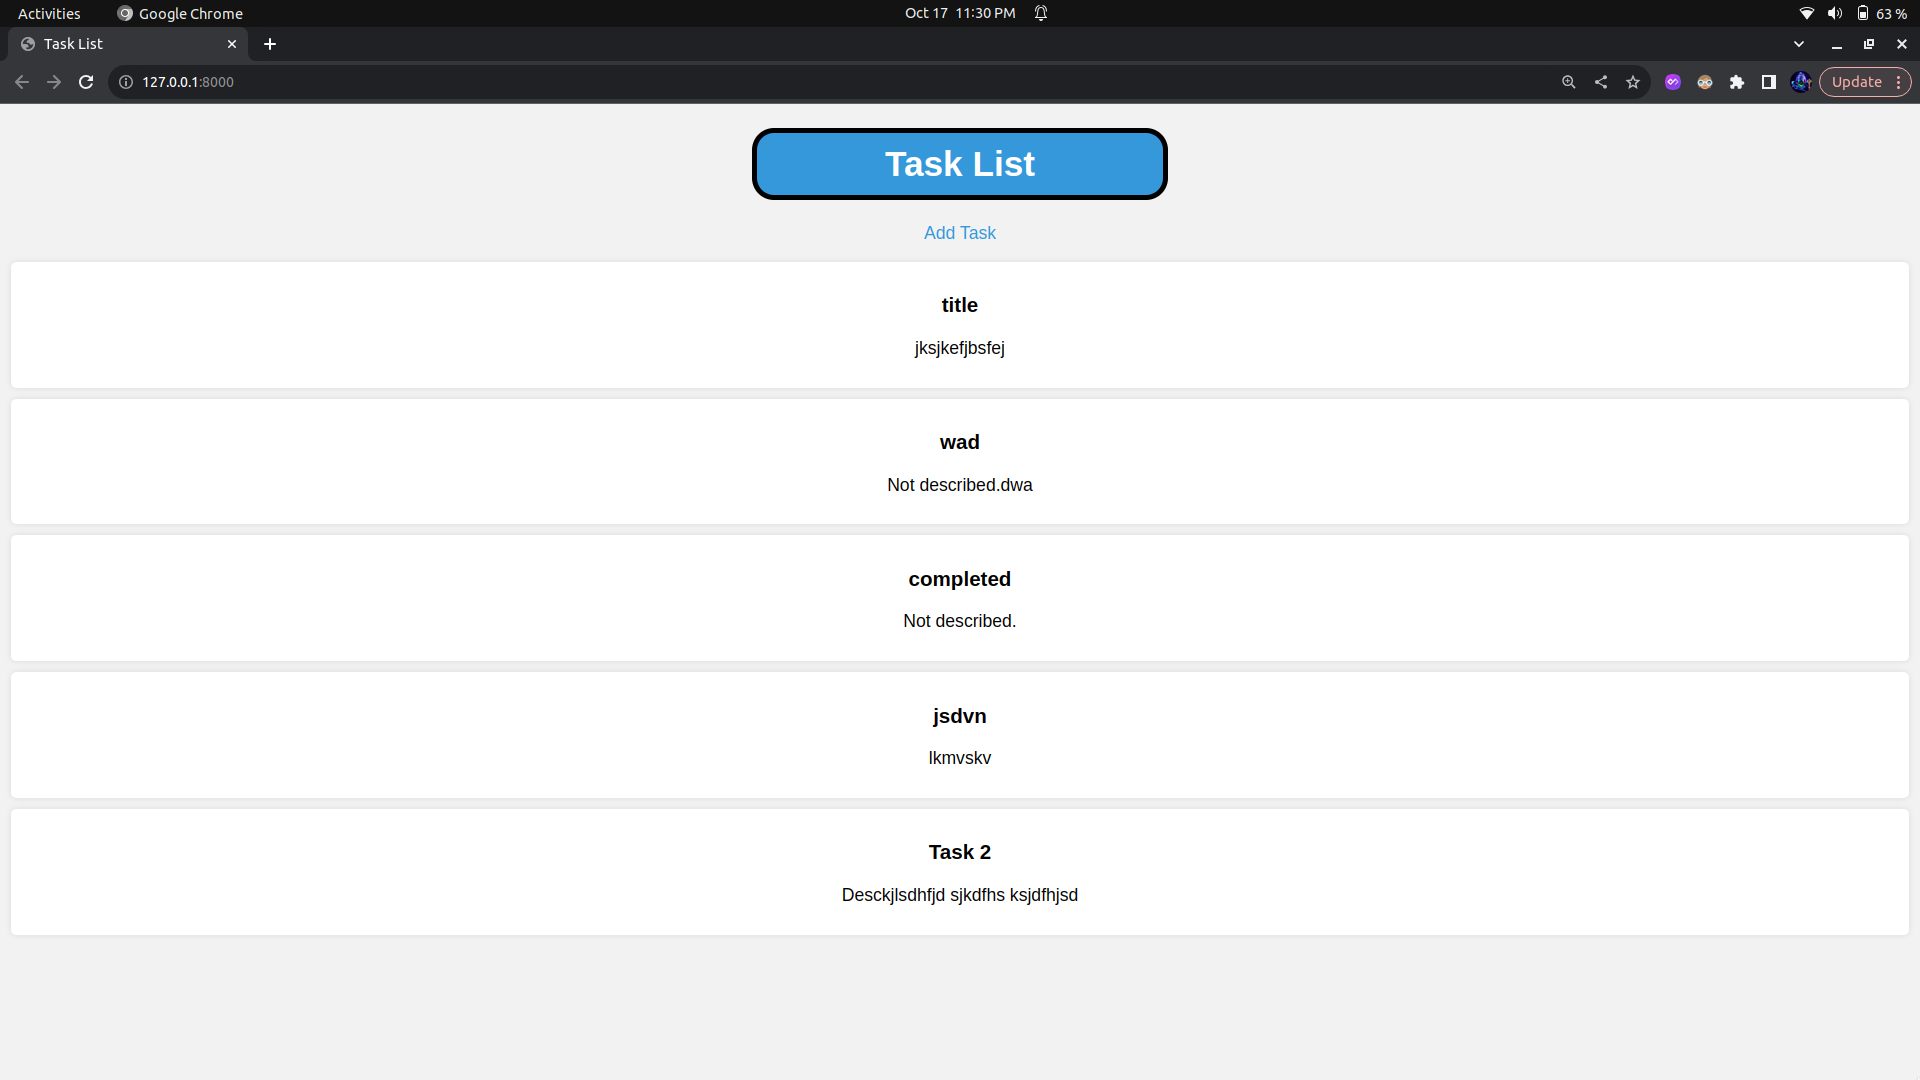 Activities Google Chrome Oct 17 11:30 PM 63 %
Task List
127.0.0.1:8000 Update
Task List
Add Task
title
jksjkefjbsfej
wad
Not described.dwa
completed
Not described.
jsdvn
lkmvskv
Task 2
Desckjlsdhfjd sjkdfhs ksjdfhjsd